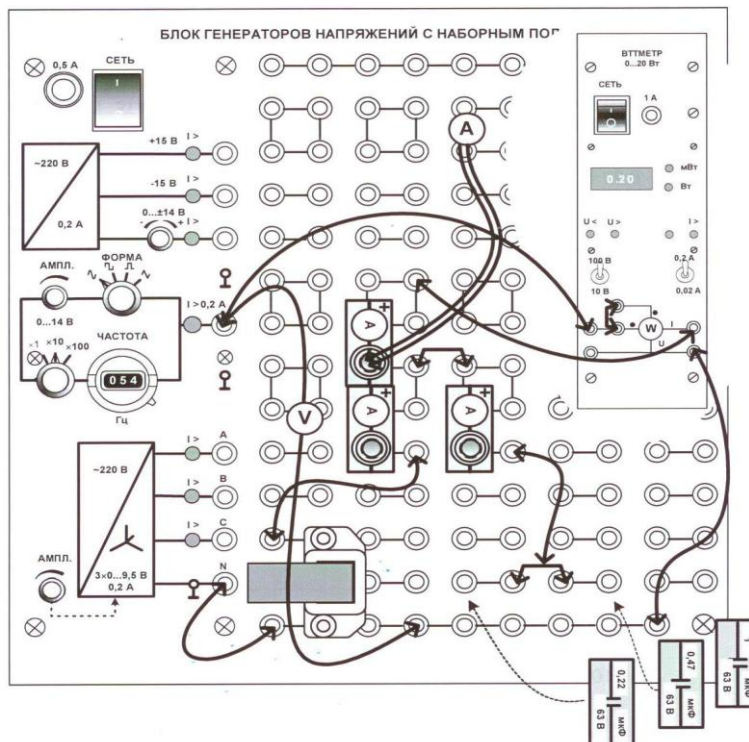 БЛОК ГЕНЕРАТОРОВ НАПРЯЖЕНИЙ С НАБОРНЫМ ПОЛ
0,5 А
СЕТЬ
I
+15 В
I >
~220 В
-15 В
I >
0,2 А
0...±14 В
- +
I >
АМПЛ.
ФОРМА
I > 0,2 А
0...14 В
ЧАСТОТА
×1
×10
×100
054
Гц
I >
A
~220 В
I >
B
I >
C
АМПЛ.
N
3×0...9,5 В
0,2 А
A
V
+
A
+
A
+
A
ВТТМЕТР
0...20 Вт
СЕТЬ
1 А
I
O
0.20
мВт
Вт
U <
U >
I >
100 В
0,2 А
10 В
0,02 А
W
I
U
0,22
мкФ
63 В
0,47
мкФ
63 В
1
мкФ
63 В